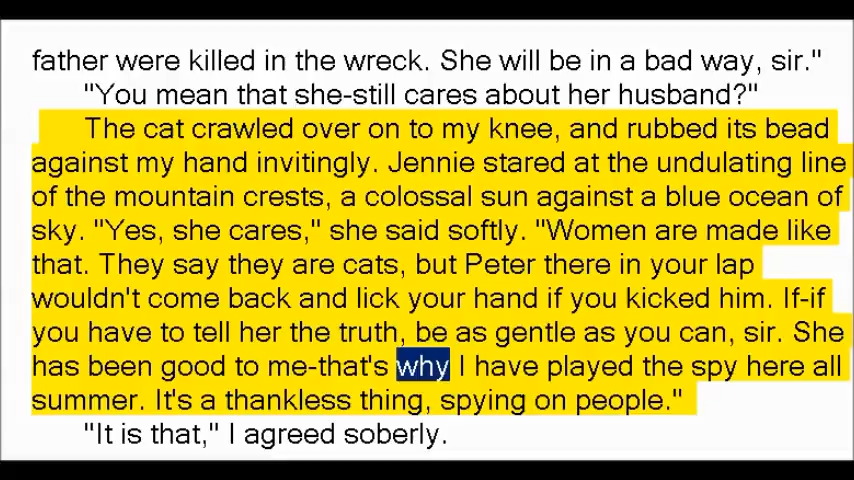 father were killed in the wreck. She will be in a bad way, sir."
"You mean that she-still cares about her husband?"
The cat crawled over on to my knee, and rubbed its bead
against my hand invitingly. Jennie stared at the undulating line
of the mountain crests, a colossal sun against a blue ocean of
sky. "Yes, she cares," she said softly. "Women are made like
that. They say they are cats, but Peter there in your lap
wouldn't come back and lick your hand if you kicked him. If-if
you have to tell her the truth, be as gentle as you can, sir. She
has been good to me-that's why I have played the spy here all
summer. It's a thankless thing, spying on people."
"It is that," I agreed soberly.